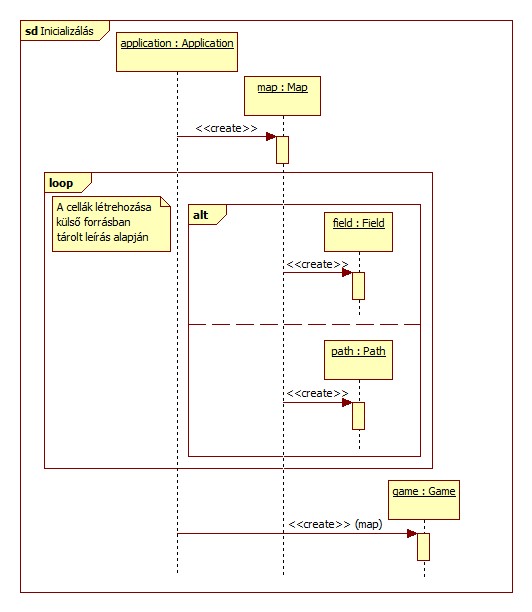 sd Inicializálás
application : Application
map : Map
<<create>>
loop
A cellák létrehozása
külső forrásban
tárolt leírás alapján
alt
field : Field
<<create>>
path : Path
<<create>>
game : Game
<<create>> (map)